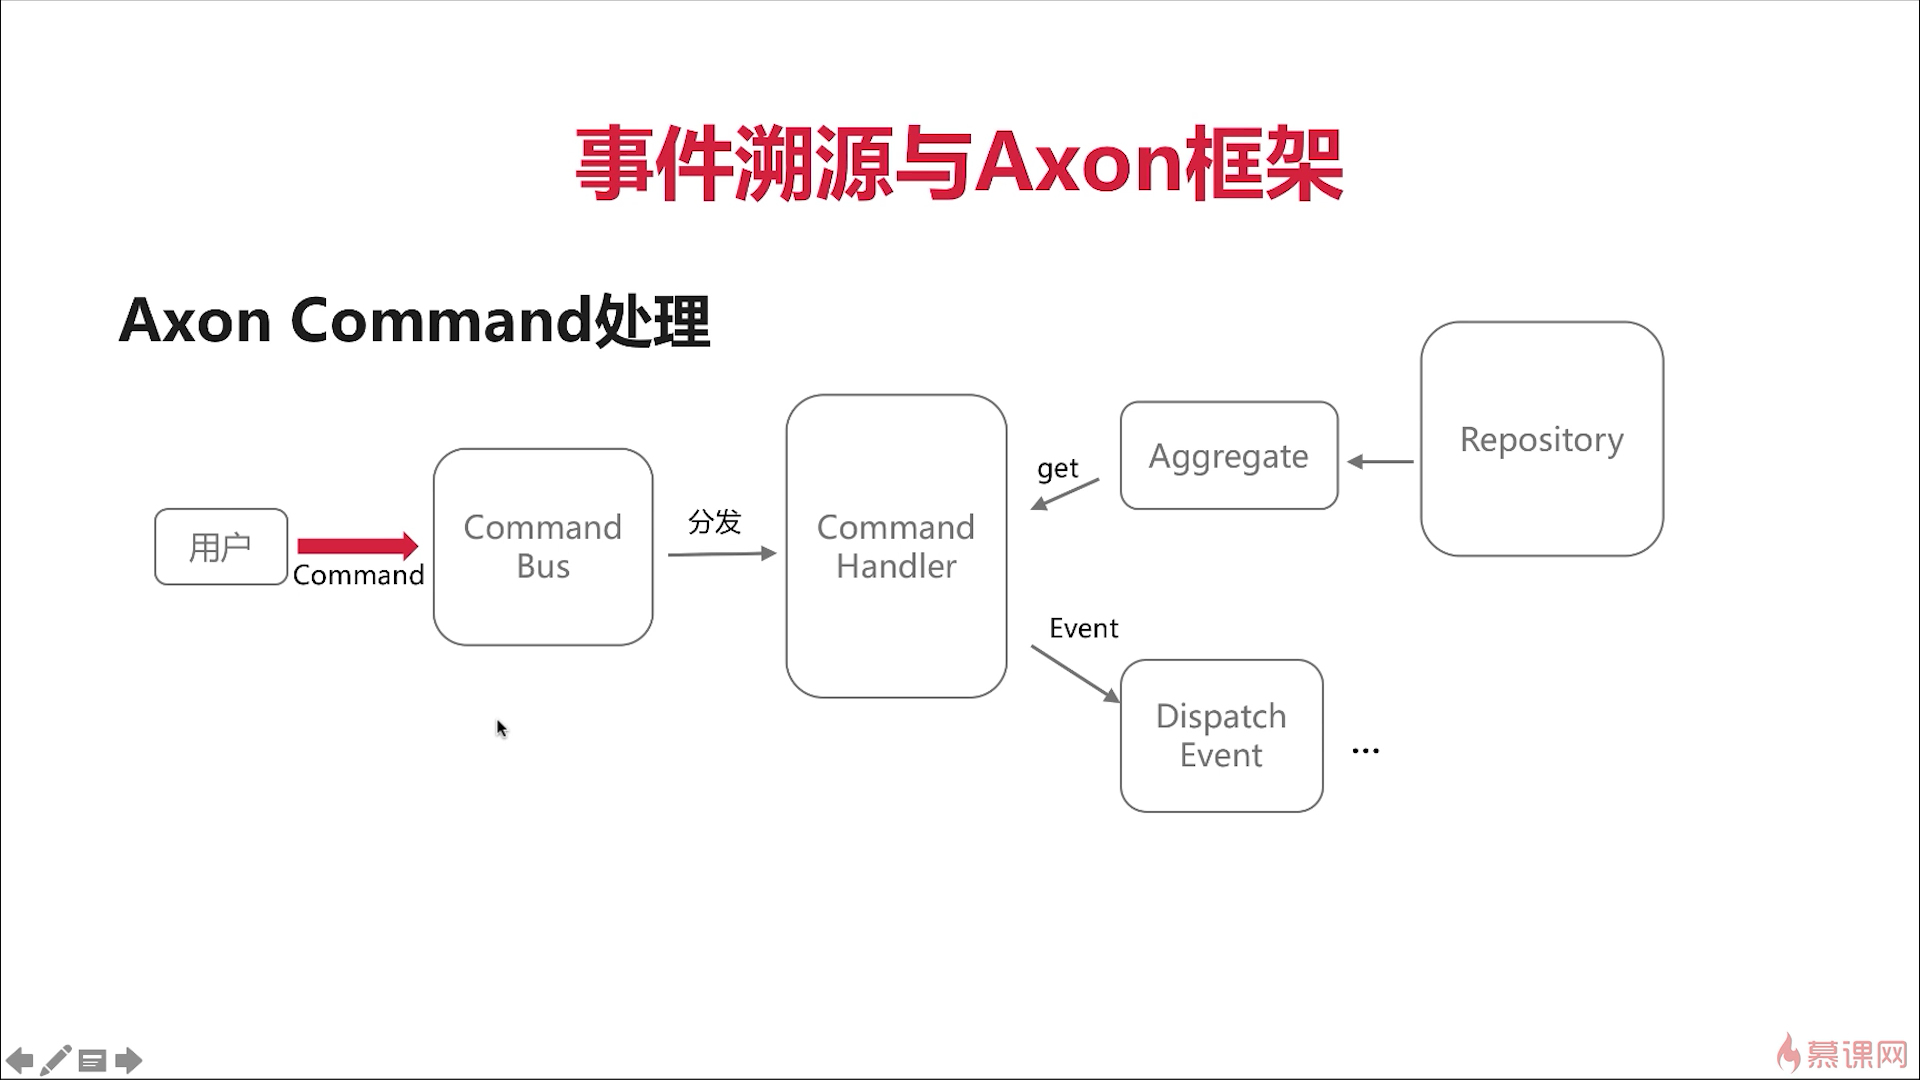 事件溯源与Axon框架
Axon Command处理
用户
Command
Command
Bus
分发
Command
Handler
get
Aggregate
Repository
Event
Dispatch
Event
...
慕课网